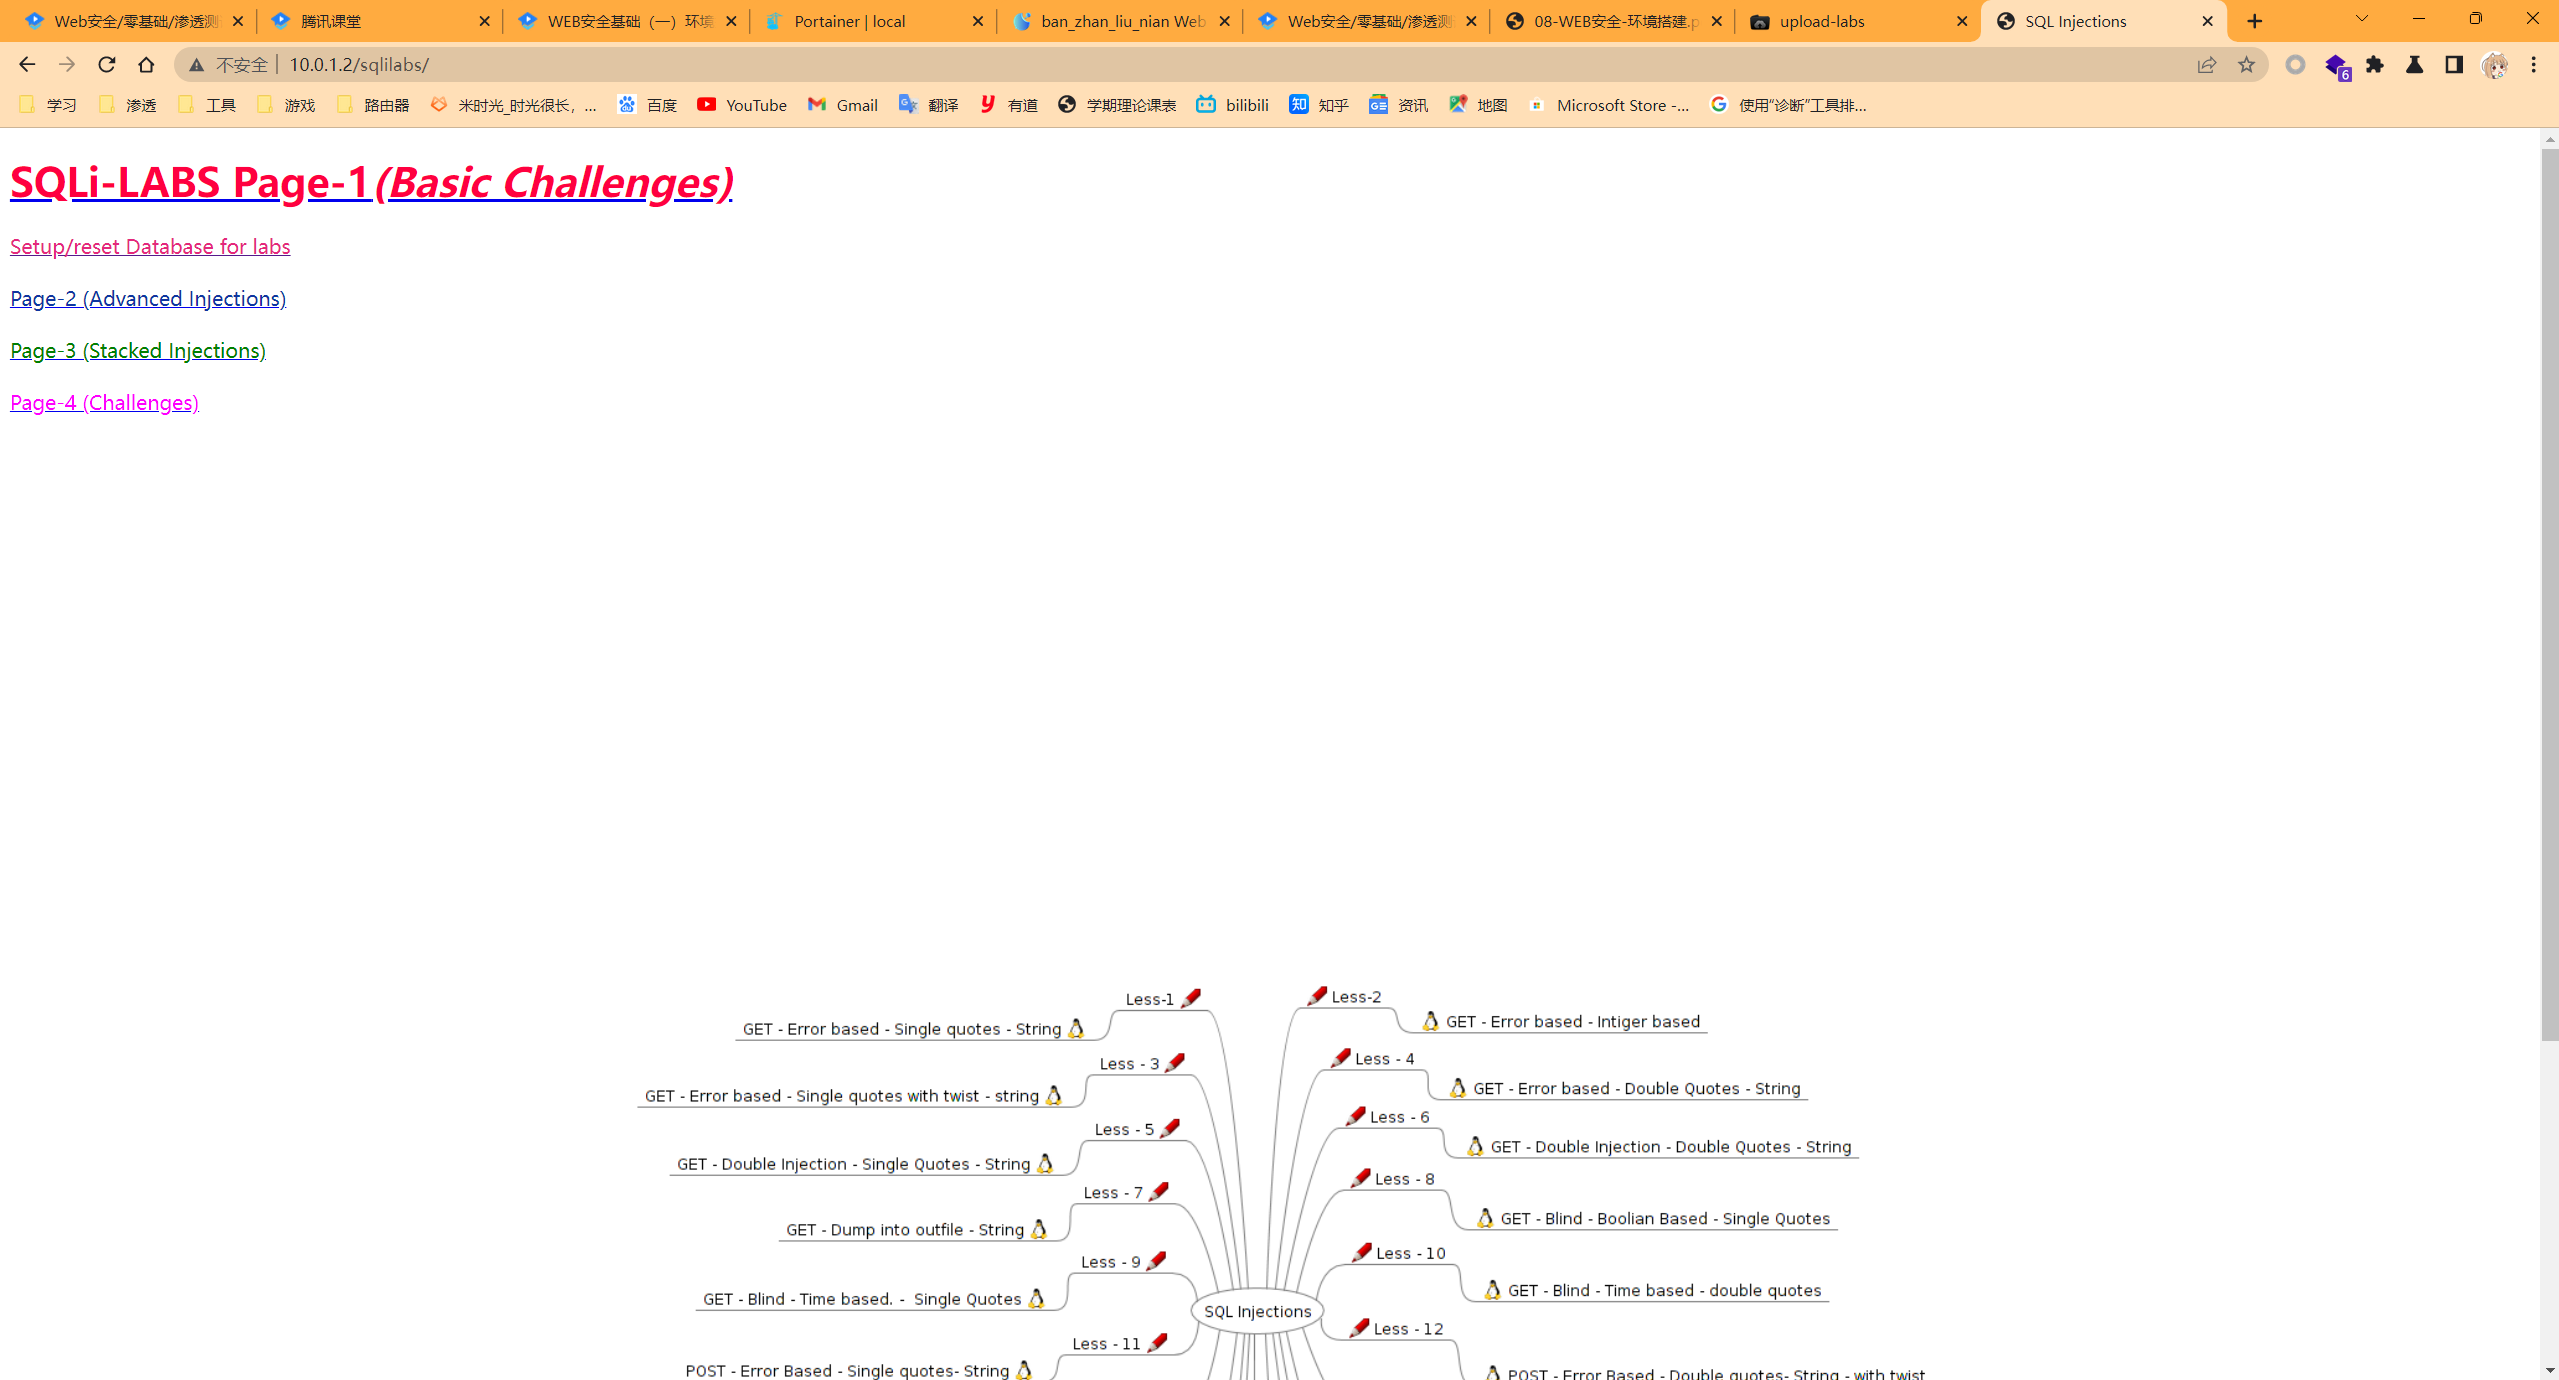 Web安全/零基础/渗透测
腾讯课堂
WEB安全基础（一）环境
Portainer | local
ban_zhan_liu_nian Web
Web安全/零基础/渗透测
08-WEB安全-环境搭建.p
upload-labs
SQL Injections
不安全 | 10.0.1.2/sqlilabs/
6
学习
渗透
工具
游戏
路由器
米时光_时光很长，...
百度
YouTube
Gmail
翻译
有道
学期理论课表
bilibili
知乎
资讯
地图
Microsoft Store -...
使用“诊断”工具排...
SQLi-LABS Page-1(Basic Challenges)
Setup/reset Database for labs
Page-2 (Advanced Injections)
Page-3 (Stacked Injections)
Page-4 (Challenges)
Less-1
GET - Error based - Single quotes - String
Less-2
GET - Error based - Intiger based
Less - 3
GET - Error based - Single quotes with twist - string
Less - 4
GET - Error based - Double Quotes - String
Less - 5
GET - Double Injection - Single Quotes - String
Less - 6
GET - Double Injection - Double Quotes - String
Less - 7
GET - Dump into outfile - String
Less - 8
GET - Blind - Boolian Based - Single Quotes
Less - 9
GET - Blind - Time based. - Single Quotes
Less - 10
GET - Blind - Time based - double quotes
SQL Injections
Less - 11
POST - Error Based - Single quotes- String
Less - 12
POST - Error Based - Double quotes- String - with twist